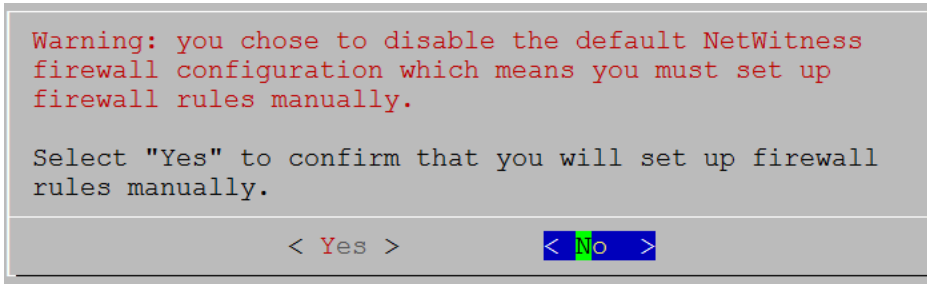 Warning: you chose to disable the default NetWitness
firewall configuration which means you must set up
firewall rules manually.
Select "Yes" to confirm that you will set up firewall
rules manually.
< Yes > < No >